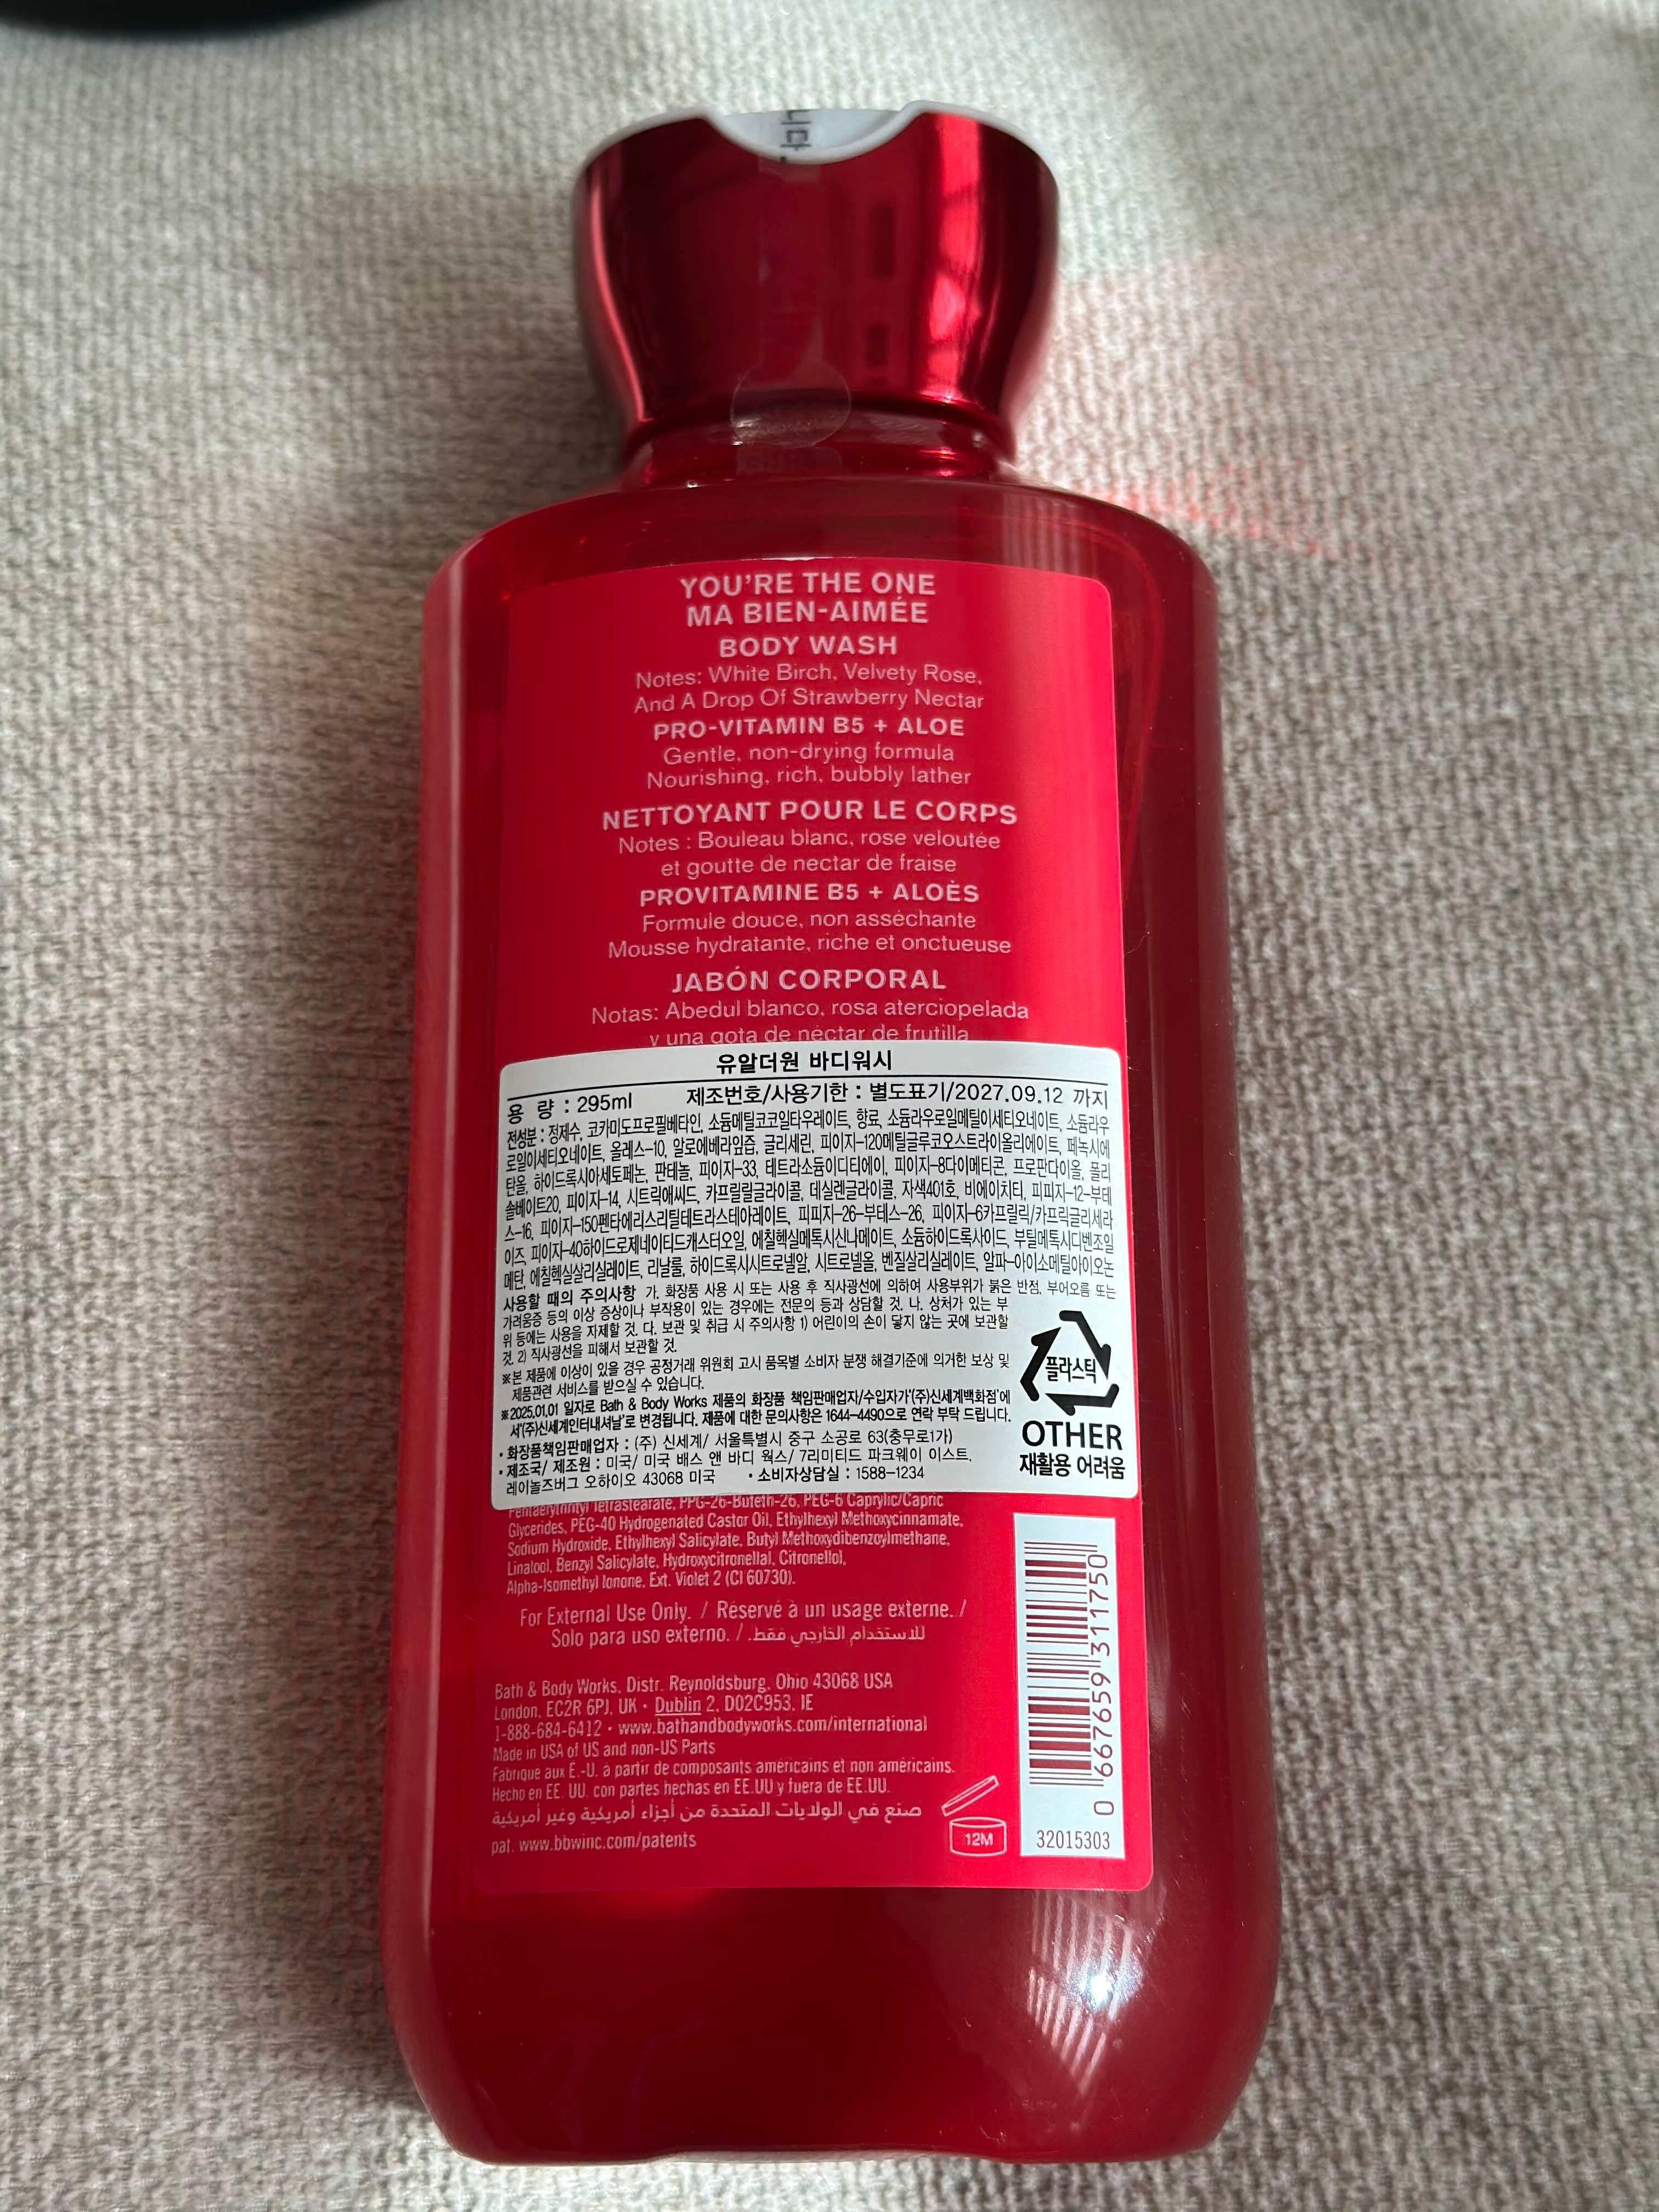 YOU'RE THE ONE
MA BIEN-AIMÉE
BODY WASH
Notes: White Birch, Velvety Rose,
And A Drop Of Strawberry Nectar
PRO-VITAMIN B5 + ALOE
Gentle, non-drying formula
Nourishing, rich, bubbly lather
NETTOYANT POUR LE CORPS
Notes : Bouleau blanc, rose veloutée
et goutte de nectar de fraise
PROVITAMINE B5 + ALOÈS
Formule douce, non asséchante
Mousse hydratante, riche et onctueuse
JABÓN CORPORAL
Notas: Abedul blanco, rosa aterciopelada
y una gota de néctar de frutilla
유알더원 바디워시
용 량 : 295ml 제조번호/사용기한 : 별도표기/2027.09.12 까지
전성분 : 정제수, 코카미도프로필베타인, 소듐메틸코코일타우레이트, 향료, 소듐라우로일메틸이세티오네이트, 소듐라우
로일이세티오네이트, 올레스-10, 알로에베라잎즙, 글리세린, 피이지-120메틸글루코오스트라이올리에이트, 페녹시에
탄올, 하이드록시아세토페논, 판테놀, 피이지-33, 테트라소듐이디티에이, 피이지-8다이메티콘, 프로판다이올, 폴리
솔베이트20, 피이지-14, 시트릭애씨드, 카프릴릴글라이콜, 데실렌글라이콜, 자색401호, 비에이치티, 피피지-12-부테
스-16, 피이지-150펜타에리스리틸테트라스테아레이트, 피피지-26-부테스-26, 피이지-6카프릴릭/카프릭글리세라
이즈, 피이지-40하이드로제네이티드캐스터오일, 에칠헥실메톡시신나메이트, 소듐하이드록사이드, 부틸메톡시디벤조일
메탄, 에칠헥실살리실레이트, 리날룰, 하이드록시시트로넬알, 시트로넬올, 벤질살리실레이트, 알파-아이소메틸아이오논
사용할 때의 주의사항 가. 화장품 사용 시 또는 사용 후 직사광선에 의하여 사용부위가 붉은 반점, 부어오름 또는
가려움증 등의 이상 증상이나 부작용이 있는 경우에는 전문의 등과 상담할 것. 나. 상처가 있는 부
위 등에는 사용을 자제할 것. 다. 보관 및 취급 시 주의사항 1) 어린이의 손이 닿지 않는 곳에 보관할
것. 2) 직사광선을 피해서 보관할 것.
※본 제품에 이상이 있을 경우 공정거래 위원회 고시 품목별 소비자 분쟁 해결기준에 의거한 보상 및
제품관련 서비스를 받으실 수 있습니다.
※2025.01.01 일자로 Bath & Body Works 제품의 화장품 책임판매업자/수입자가'(주)신세계백화점'에
서'(주)신세계인터내셔날'로 변경됩니다. 제품에 대한 문의사항은 1644-4490으로 연락 부탁 드립니다.
• 화장품책임판매업자 : (주) 신세계/ 서울특별시 중구 소공로 63(충무로1가)
• 제조국/ 제조원 : 미국/ 미국 배스 앤 바디 웍스/ 7리미티드 파크웨이 이스트.
레이놀즈버그 오하이오 43068 미국 • 소비자상담실 : 1588-1234
플라스틱
OTHER
재활용 어려움
Pentaerythrityl Tetrastearate, PPG-26-Buteth-26, PEG-6 Caprylic/Capric
Glycerides, PEG-40 Hydrogenated Castor Oil, Ethylhexyl Methoxycinnamate,
Sodium Hydroxide, Ethylhexyl Salicylate, Butyl Methoxydibenzoylmethane,
Linalool, Benzyl Salicylate, Hydroxycitronellal, Citronellol,
Alpha-Isomethyl Ionone, Ext. Violet 2 (CI 60730).
For External Use Only. / Réservé à un usage externe. /
Solo para uso externo. / للاستخدام الخارجي فقط.
Bath & Body Works, Distr. Reynoldsburg, Ohio 43068 USA
London, EC2R 6PJ, UK • Dublin 2, D02C953, IE
1-888-684-6412 • www.bathandbodyworks.com/international
Made in USA of US and non-US Parts
Fabriqué aux É.-U. à partir de composants américains et non américains.
Hecho en EE. UU. con partes hechas en EE.UU y fuera de EE.UU.
صنع في الولايات المتحدة من أجزاء أمريكية وغير أمريكية
pat. www.bbwinc.com/patents
12M
0 667659 311750
32015303